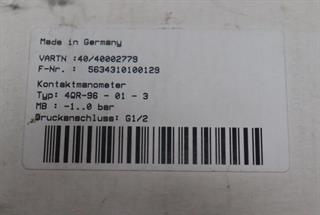 Made in Germany
VARTN :40/40002779
F-Nr. : 5634310100129
Kontaktmanometer
Typ: 4QR-96 - 01 - 3
MB : -1..0 bar
Druckanschluss: G1/2